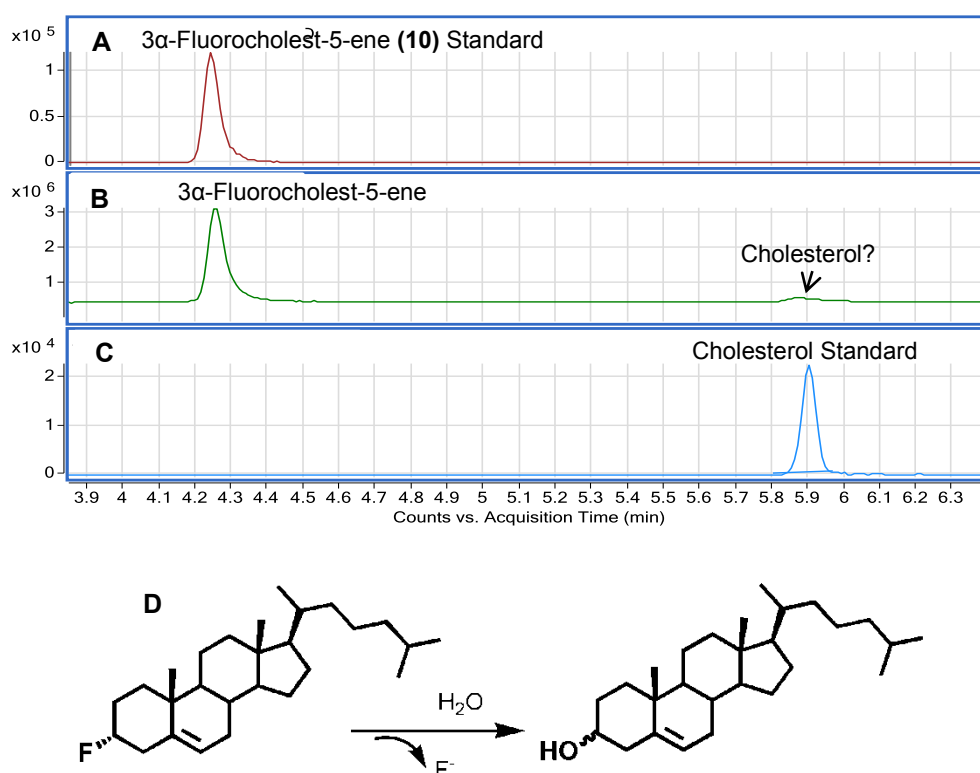 x10 5
A 3α-Fluorocholest-5-ene (10) Standard
1
0.5
0
x10 6
B 3α-Fluorocholest-5-ene
3
2
1
Cholesterol?
x10 4
C Cholesterol Standard
2
1
0
3.9 4 4.1 4.2 4.3 4.4 4.5 4.6 4.7 4.8 4.9 5 5.1 5.2 5.3 5.4 5.5 5.6 5.7 5.8 5.9 6 6.1 6.2 6.3
Counts vs. Acquisition Time (min)
D
H₂O
F
F⁻
HO